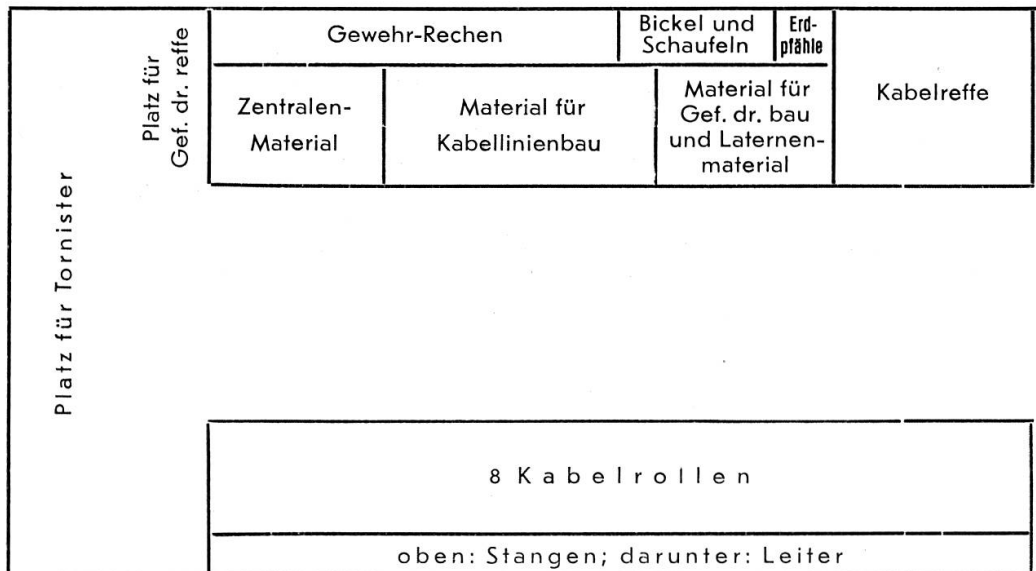 Platz für Tornister
Platz für
Gef. dr. reffe
Gewehr-Rechen
Bickel und
Schaufeln
Erd-
pfähle
Zentralen-
Material
Material für
Kabellinienbau
Material für
Gef. dr. bau
und Laternen-
material
Kabelreffe
8 Kabelrollen
oben: Stangen; darunter: Leiter